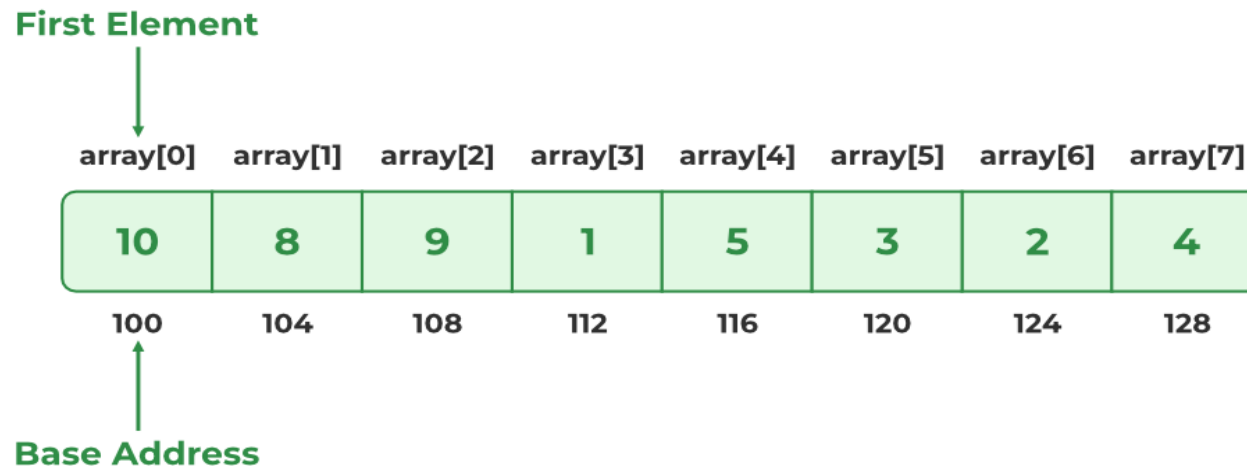 First Element
array[0] array[1] array[2] array[3] array[4] array[5] array[6] array[7]
10 8 9 1 5 3 2 4
100 104 108 112 116 120 124 128
Base Address